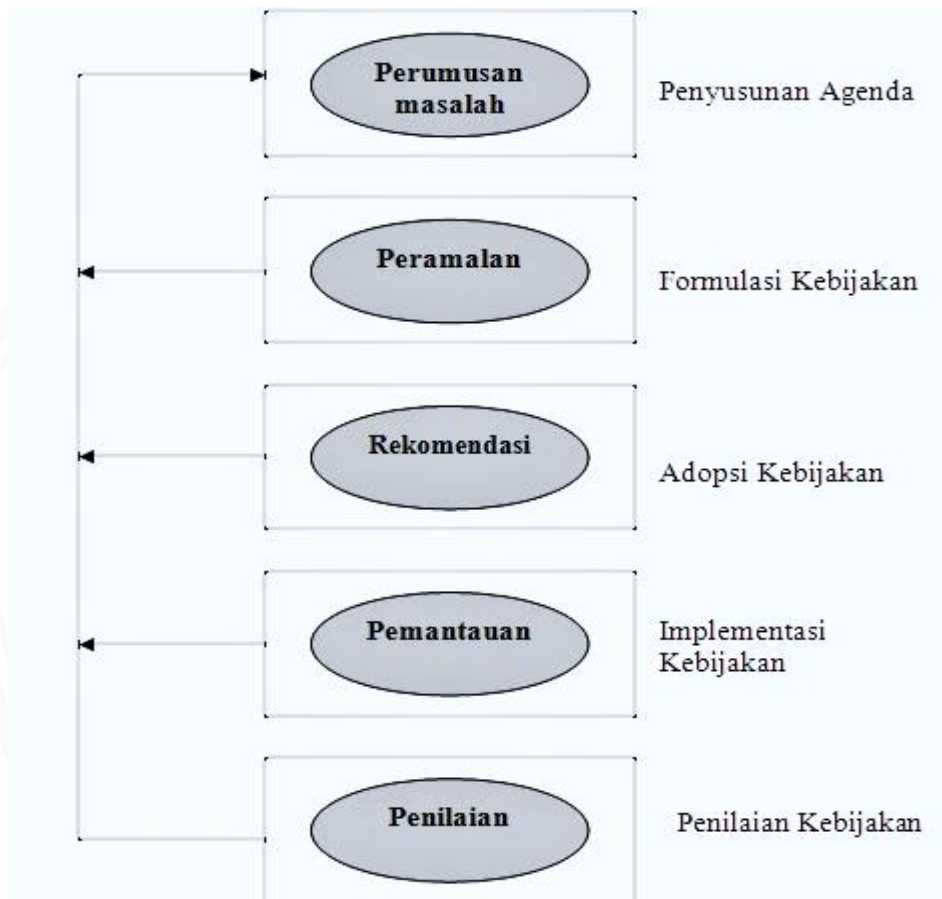 Perumusan
masalah
Penyusunan Agenda
Peramalan
Formulasi Kebijakan
Rekomendasi
Adopsi Kebijakan
Pemantauan
Implementasi
Kebijakan
Penilaian
Penilaian Kebijakan